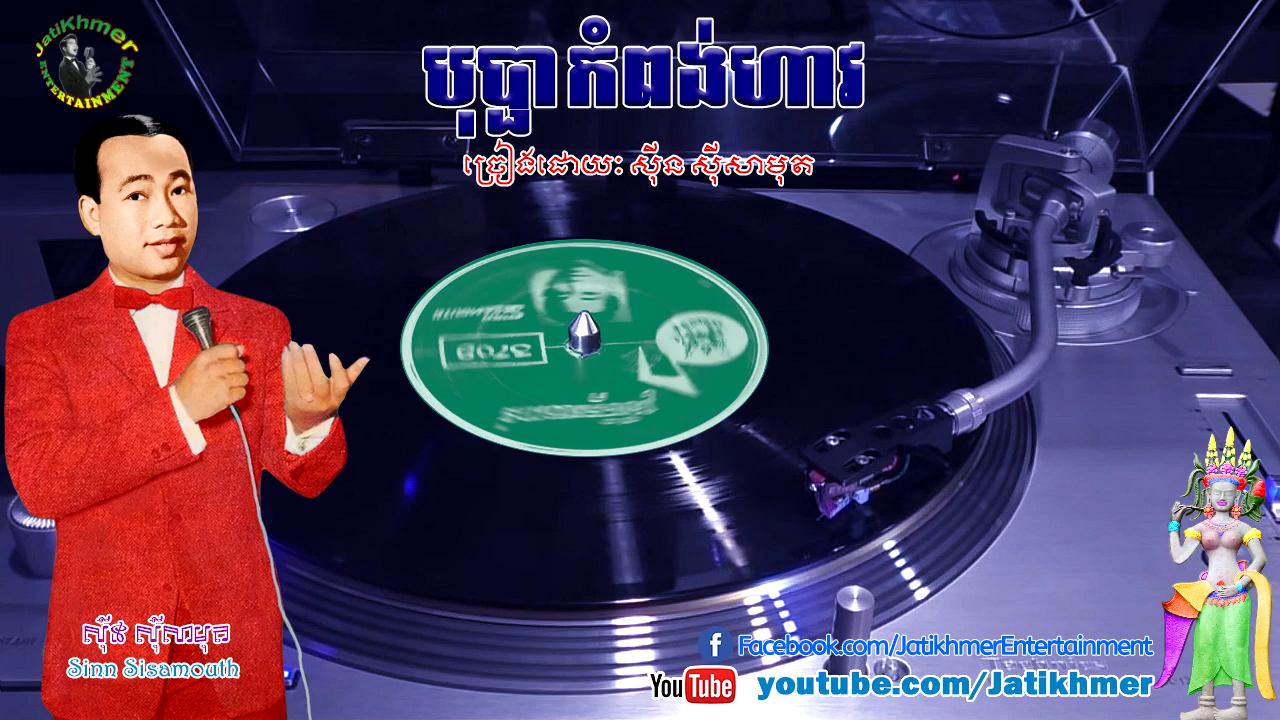 JatiKhmer
ENTERTAINMENT
បុប្ផាកំពង់ហាវ
ច្រៀងដោយ: ស៊ីន ស៊ីសាមុត
3709
ស៊ីន ស៊ីសាមុត
Sinn Sisamouth
Facebook.com/JatikhmerEntertainment
YouTube youtube.com/Jatikhmer